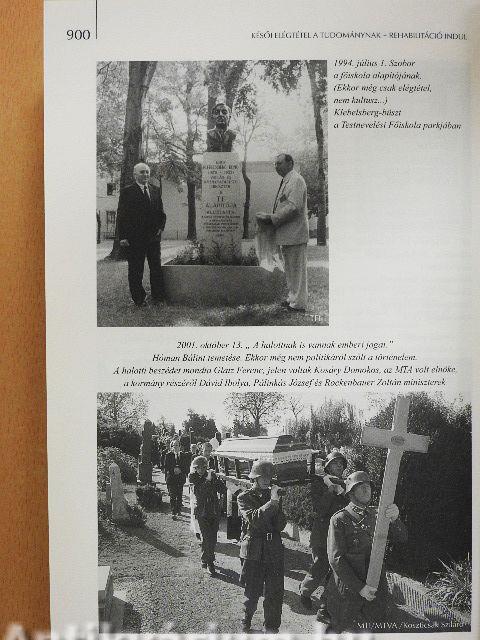 900
KÉSŐI ELÉGTÉTEL A TUDOMÁNYNAK – REHABILITÁCIÓ INDUL
1994. július 1. Szobor
a főiskola alapítójának.
(Ekkor még csak elégtétel,
nem kultusz...)
Klebelsberg-büszt
a Testnevelési Főiskola parkjában
ALAPÍTÓJA
2001. október 13. „ A halottnak is vannak emberi jogai."
Hóman Bálint temetése. Ekkor még nem politikáról szólt a történelem.
A halotti beszédet mondta Glatz Ferenc, jelen voltak Kosáry Domokos, az MTA volt elnöke,
a kormány részéről Dávid Ibolya, Pálinkás József és Rockenbauer Zoltán miniszterek
MTI/MTVA /Koszticsák Szilárd